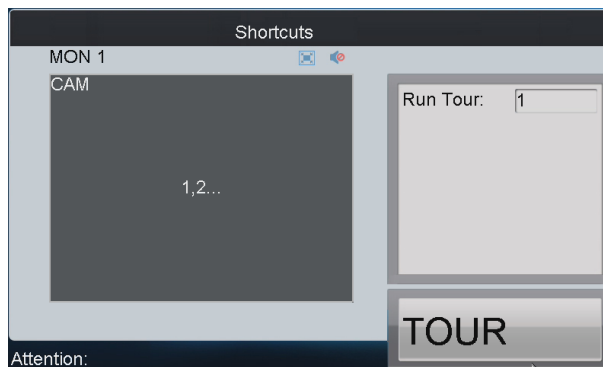 Shortcuts
MON 1
CAM
1,2...
Run Tour: 1
TOUR
Attention: